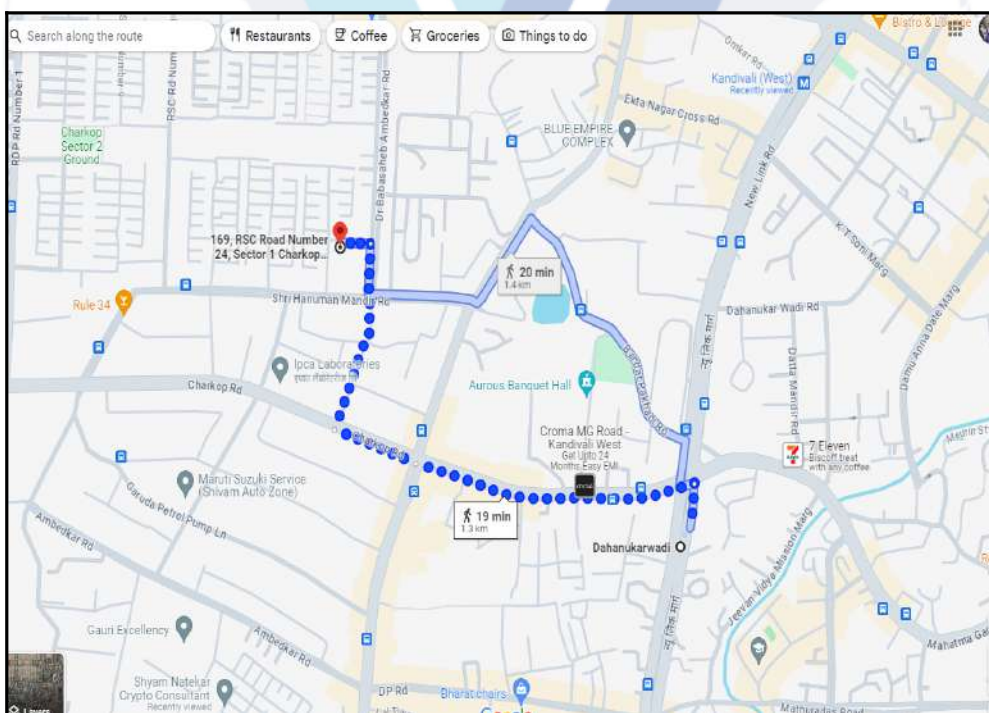 Search along the route
Restaurants
Coffee
Groceries
Things to do
Bistro &
Omkar Rd
Kandivali (West)
Recently viewed
RDP Rd Number 1
RSC Rd Num
Number
Dr Babasaheb Ambedkar Rd
Ekta Nagar Cross Rd
BLUE EMPIRE
COMPLEX
New Link Rd
Charkop
Sector 2
Ground
K T Soni Marg
169, RSC Road Number
24, Sector 1 Charkop...
20 min
1.4 km
Shri Hanuman Mandir Rd
Rule 34
Dahanukar Wadi Rd
Damu Anna Date Marg
Datta Mandir Rd
Ipca Laboratories
Charkop Rd
Aurous Banquet Hall
Croma MG Road -
Kandivali West
Get Upto 24
Months Easy EMI
7 Eleven
Biscoff treat
with any coffee
Maruti Suzuki Service
(Shivam Auto Zone)
Garuda Petrol Pump Ln
19 min
1.3 km
Ambedkar Rd
Dahanukarwadi
Jeevan Vidya Mission Marg
Mahatma Ga
Gauri Excellency
Ambedkar Rd
Shyam Natekar
Crypto Consultant
Recently viewed
DP Rd
Bharat chairs
Google
Mathuradas Road
Layers